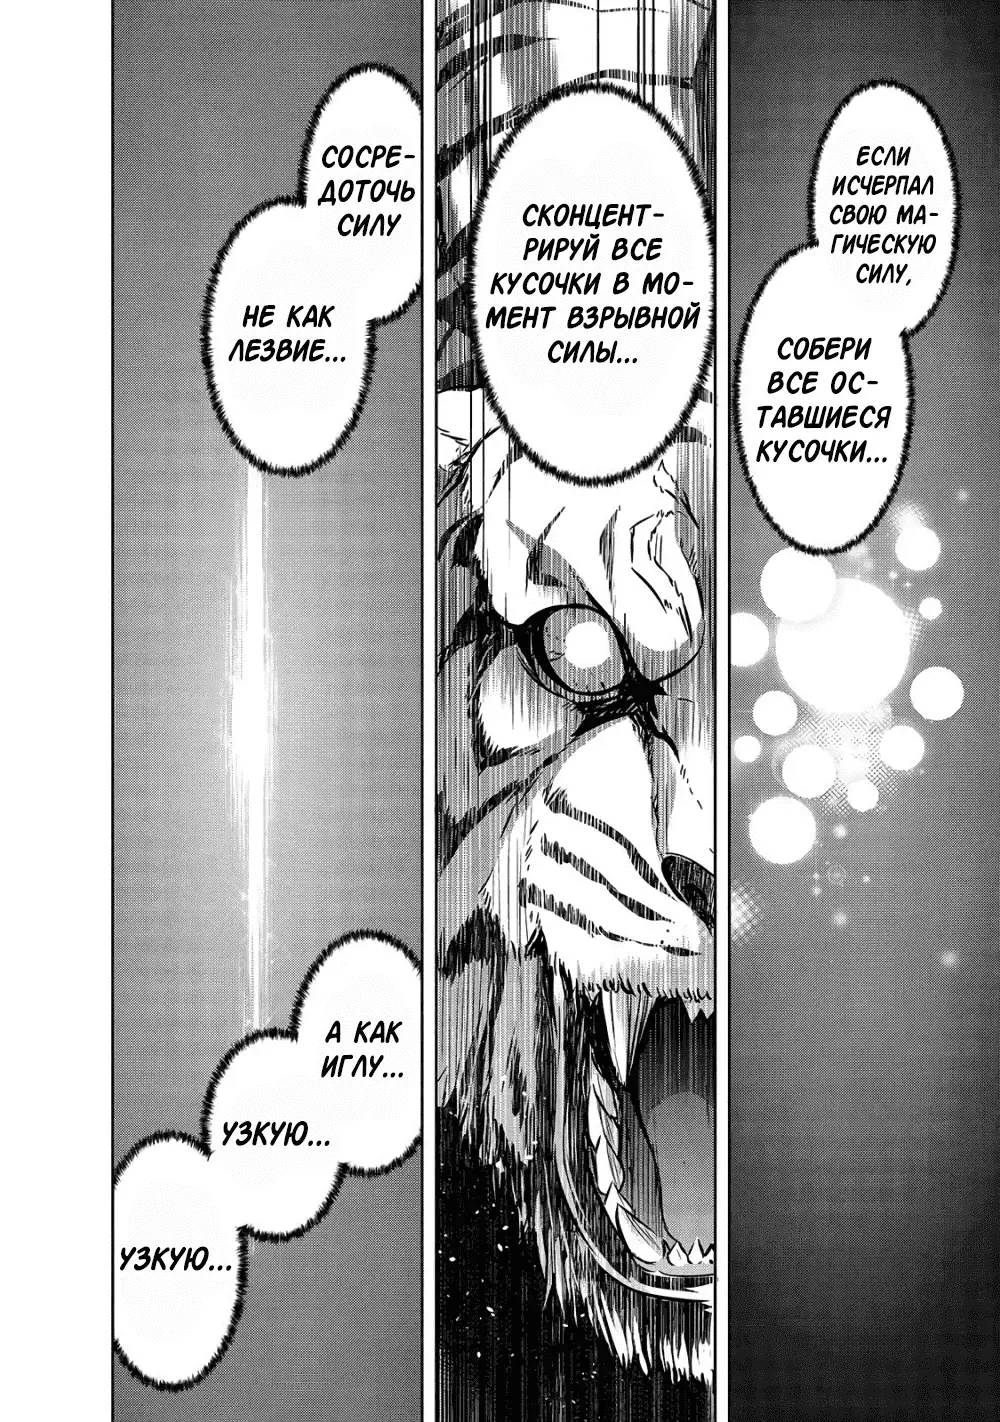 ЕСЛИ
ИСЧЕРПАЛ
СВОЮ МА-
ГИЧЕСКУЮ
СИЛУ,
СОБЕРИ
ВСЕ ОС-
ТАВШИЕСЯ
КУСОЧКИ...
СКОНЦЕНТ-
РИРУЙ ВСЕ
КУСОЧКИ В МО-
МЕНТ ВЗРЫВНОЙ
СИЛЫ...
СОСРЕ-
ДОТОЧЬ
СИЛУ
НЕ КАК
ЛЕЗВИЕ...
А КАК
ИГЛУ...
УЗКУЮ...
УЗКУЮ...